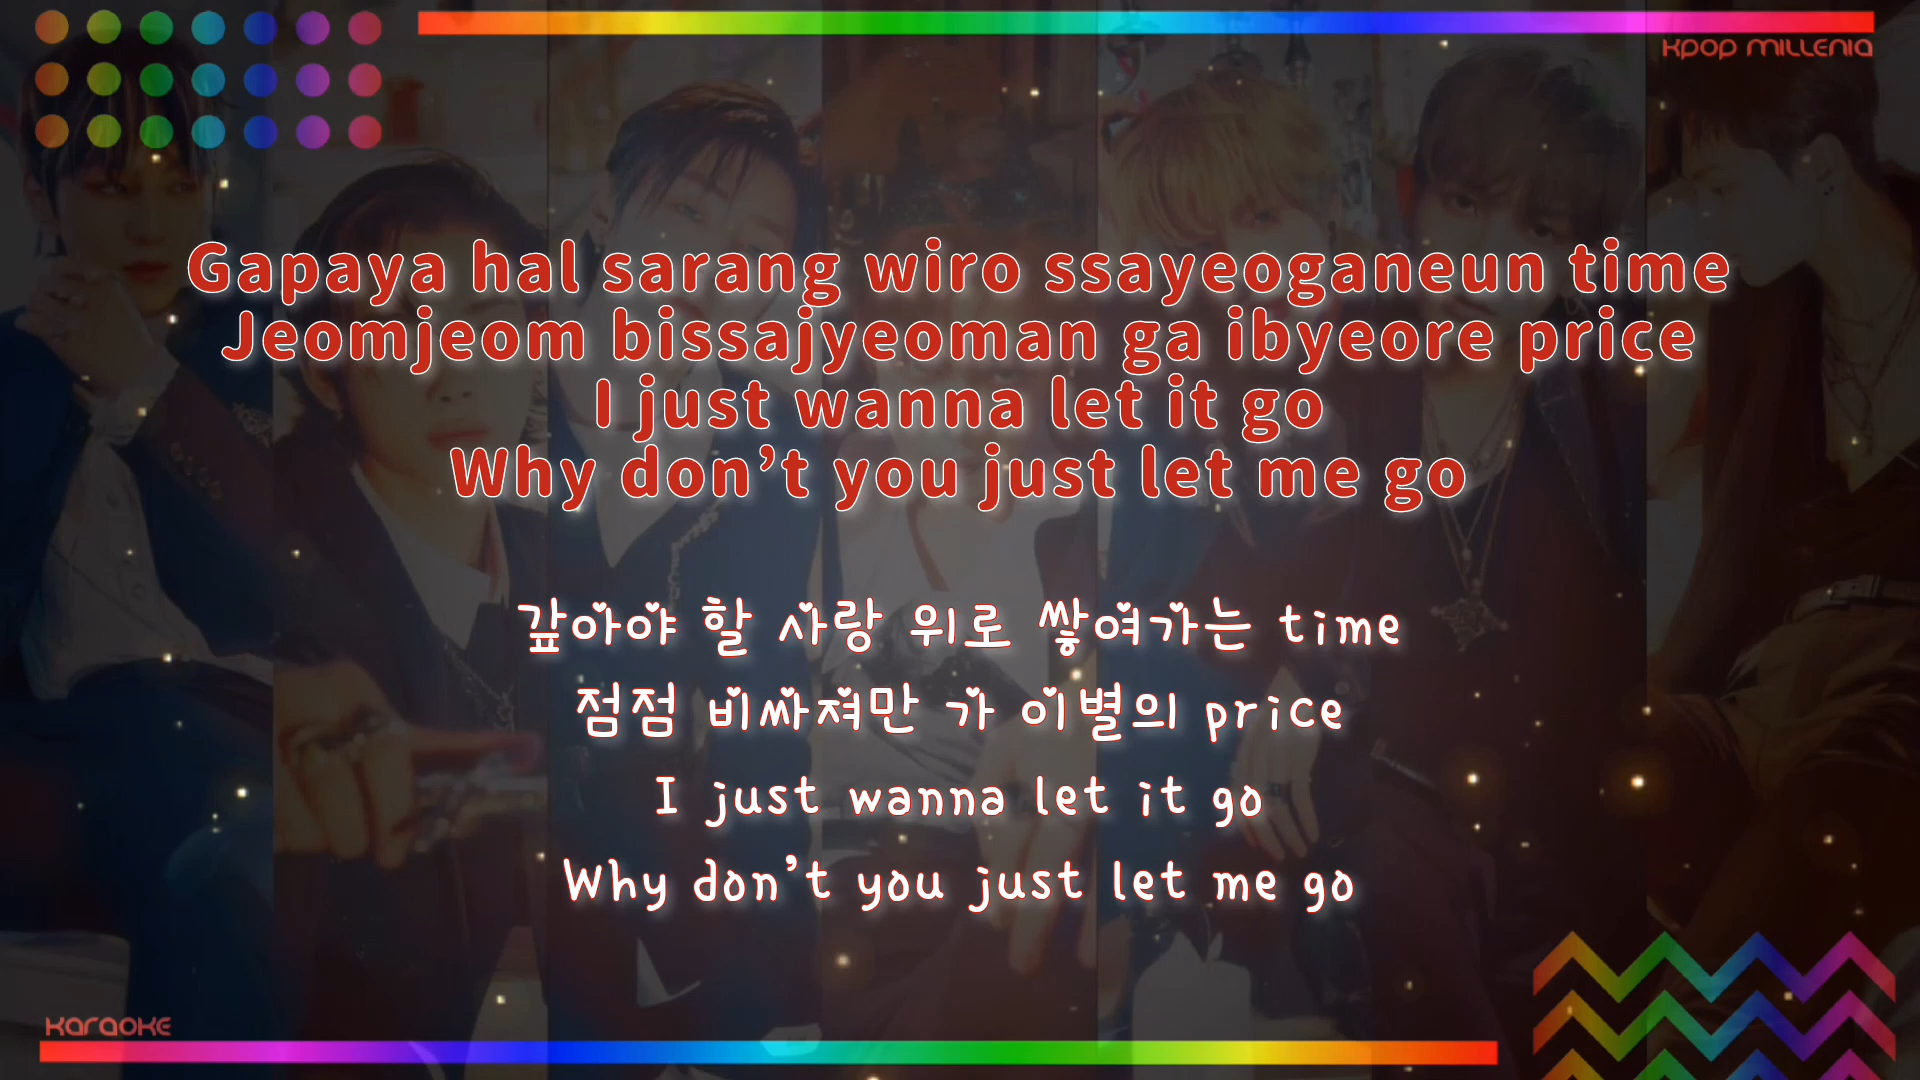 KPOP MILLENIA
Gapaya hal sarang wiro ssayeoganeun time
Jeomjeom bissajyeoman ga ibyeore price
I just wanna let it go
Why don’t you just let me go
갚아야 할 사랑 위로 쌓여가는 time
점점 비싸져만 가 이별의 price
I just wanna let it go
Why don’t you just let me go
KARAOKE